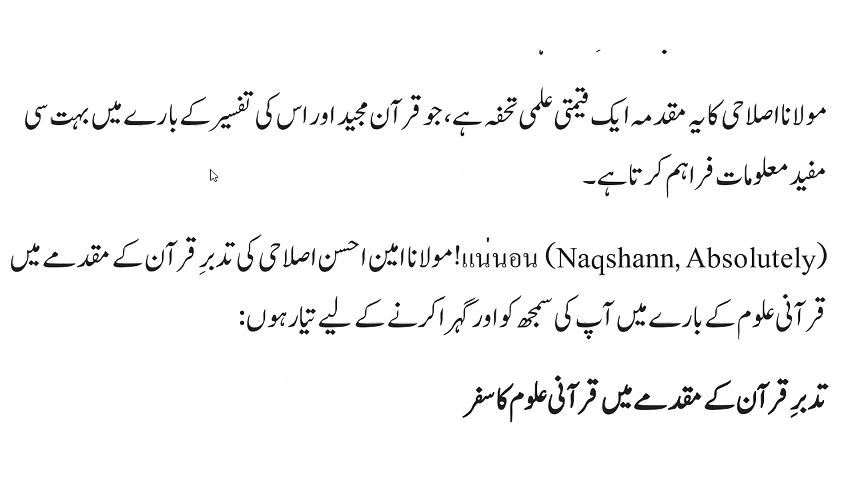 مولانا اصلاحی کا یہ مقدمہ ایک قیمتی علمی تحفہ ہے، جو قرآن مجید اور اس کی تفسیر کے بارے میں بہت سی
مفید معلومات فراہم کرتا ہے۔
(Naqshann, Absolutely) แน่นอน!مولانا امین احسن اصلاحی کی تدبرِ قرآن کے مقدمے میں
قرآنی علوم کے بارے میں آپ کی سمجھ کو اور گہرا کرنے کے لیے تیار ہوں:
تدبرِ قرآن کے مقدمے میں قرآنی علوم کا سفر